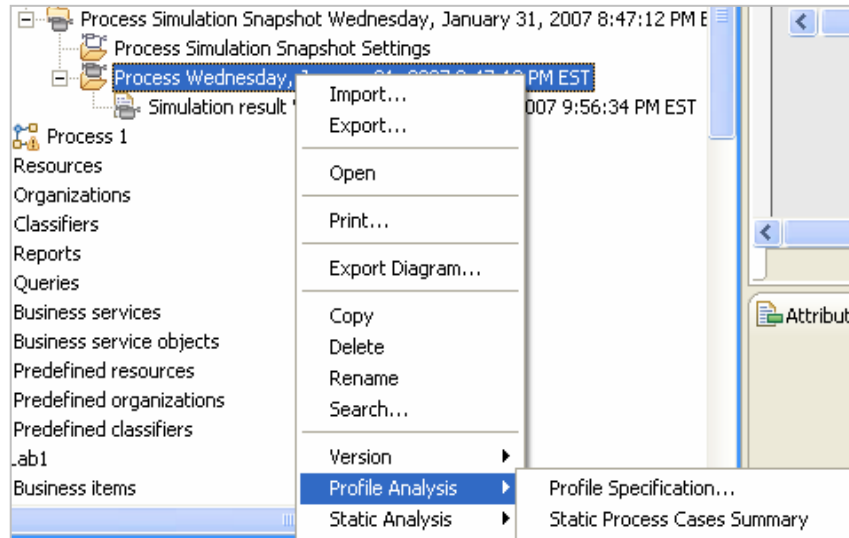 Process Simulation Snapshot Wednesday, January 31, 2007 8:47:12 PM E
Process Simulation Snapshot Settings
Process Wednesday, PM EST
Simulation result 007 9:56:34 PM EST
Process 1
Resources
Organizations
Classifiers
Reports
Queries
Business services
Business service objects
Predefined resources
Predefined organizations
Predefined classifiers
Lab1
Business items
Import...
Export...
Open
Print...
Export Diagram...
Copy
Delete
Rename
Search...
Version
Profile Analysis
Static Analysis
Profile Specification...
Static Process Cases Summary
Attribut